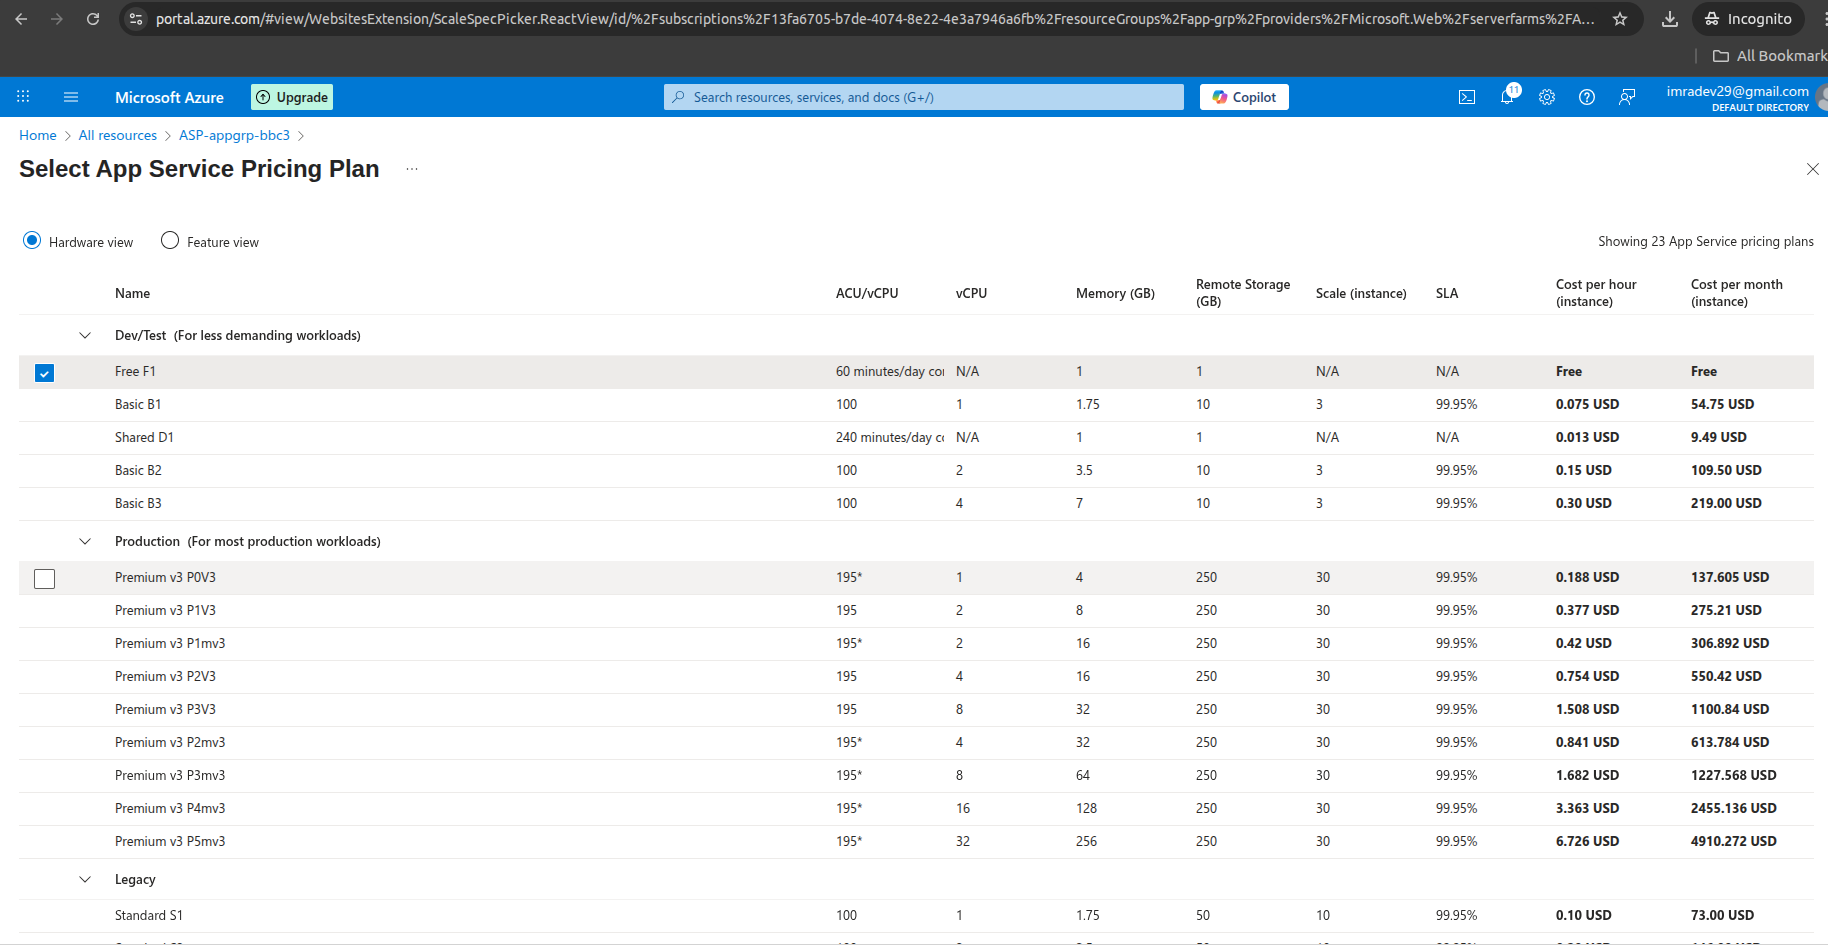 portal.azure.com/#view/WebsitesExtension/ScaleSpecPicker.ReactView/id/%2Fsubscriptions%2F13fa6705-b7de-4074-8e22-4e3a7946a6fb%2FresourceGroups%2Fapp-grp%2Fproviders%2FMicrosoft.Web%2Fserverfarms%2FA... Incognito
All Bookmark
Microsoft Azure Upgrade Search resources, services, and docs (G+/) Copilot 11 imradev29@gmail.com
DEFAULT DIRECTORY
Home > All resources > ASP-appgrp-bbc3 >
Select App Service Pricing Plan ...
Hardware view Feature view Showing 23 App Service pricing plans
Name ACU/vCPU vCPU Memory (GB) Remote Storage (GB) Scale (instance) SLA Cost per hour (instance) Cost per month (instance)
Dev/Test (For less demanding workloads)
Free F1 60 minutes/day N/A 1 1 N/A N/A Free Free
Basic B1 100 1 1.75 10 3 99.95% 0.075 USD 54.75 USD
Shared D1 240 minutes/day N/A 1 1 N/A N/A 0.013 USD 9.49 USD
Basic B2 100 2 3.5 10 3 99.95% 0.15 USD 109.50 USD
Basic B3 100 4 7 10 3 99.95% 0.30 USD 219.00 USD
Production (For most production workloads)
Premium v3 P0V3 195* 1 4 250 30 99.95% 0.188 USD 137.605 USD
Premium v3 P1V3 195 2 8 250 30 99.95% 0.377 USD 275.21 USD
Premium v3 P1mv3 195* 2 16 250 30 99.95% 0.42 USD 306.892 USD
Premium v3 P2V3 195 4 16 250 30 99.95% 0.754 USD 550.42 USD
Premium v3 P3V3 195 8 32 250 30 99.95% 1.508 USD 1100.84 USD
Premium v3 P2mv3 195* 4 32 250 30 99.95% 0.841 USD 613.784 USD
Premium v3 P3mv3 195* 8 64 250 30 99.95% 1.682 USD 1227.568 USD
Premium v3 P4mv3 195* 16 128 250 30 99.95% 3.363 USD 2455.136 USD
Premium v3 P5mv3 195* 32 256 250 30 99.95% 6.726 USD 4910.272 USD
Legacy
Standard S1 100 1 1.75 50 10 99.95% 0.10 USD 73.00 USD